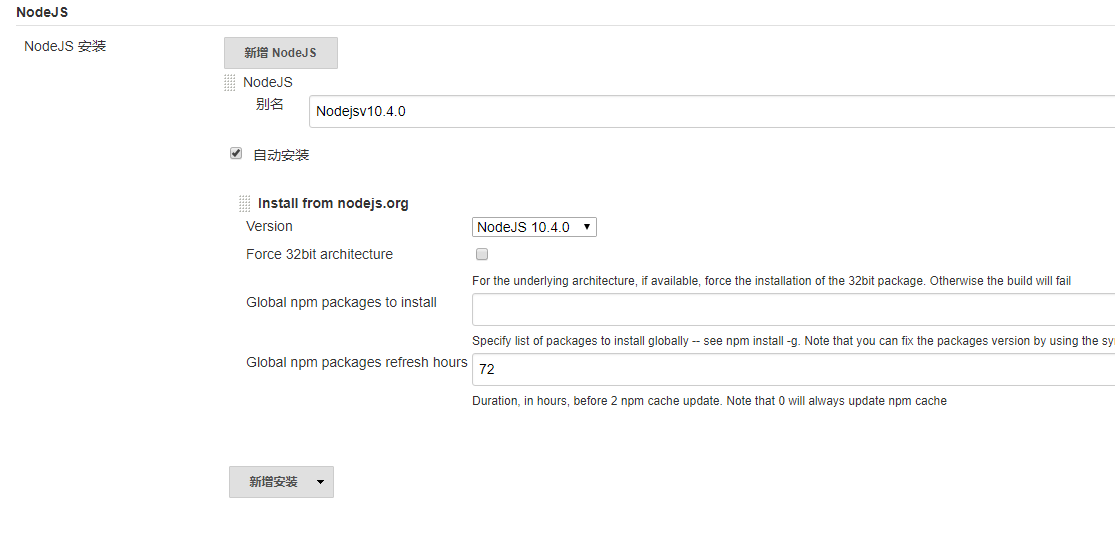 NodeJS
NodeJS 安装
新增 NodeJS
NodeJS
别名
Nodejsv10.4.0
自动安装
Install from nodejs.org
Version
NodeJS 10.4.0
Force 32bit architecture
For the underlying architecture, if available, force the installation of the 32bit package. Otherwise the build will fail
Global npm packages to install
Specify list of packages to install globally -- see npm install -g. Note that you can fix the packages version by using the
Global npm packages refresh hours
72
Duration, in hours, before 2 npm cache update. Note that 0 will always update npm cache
新增安装